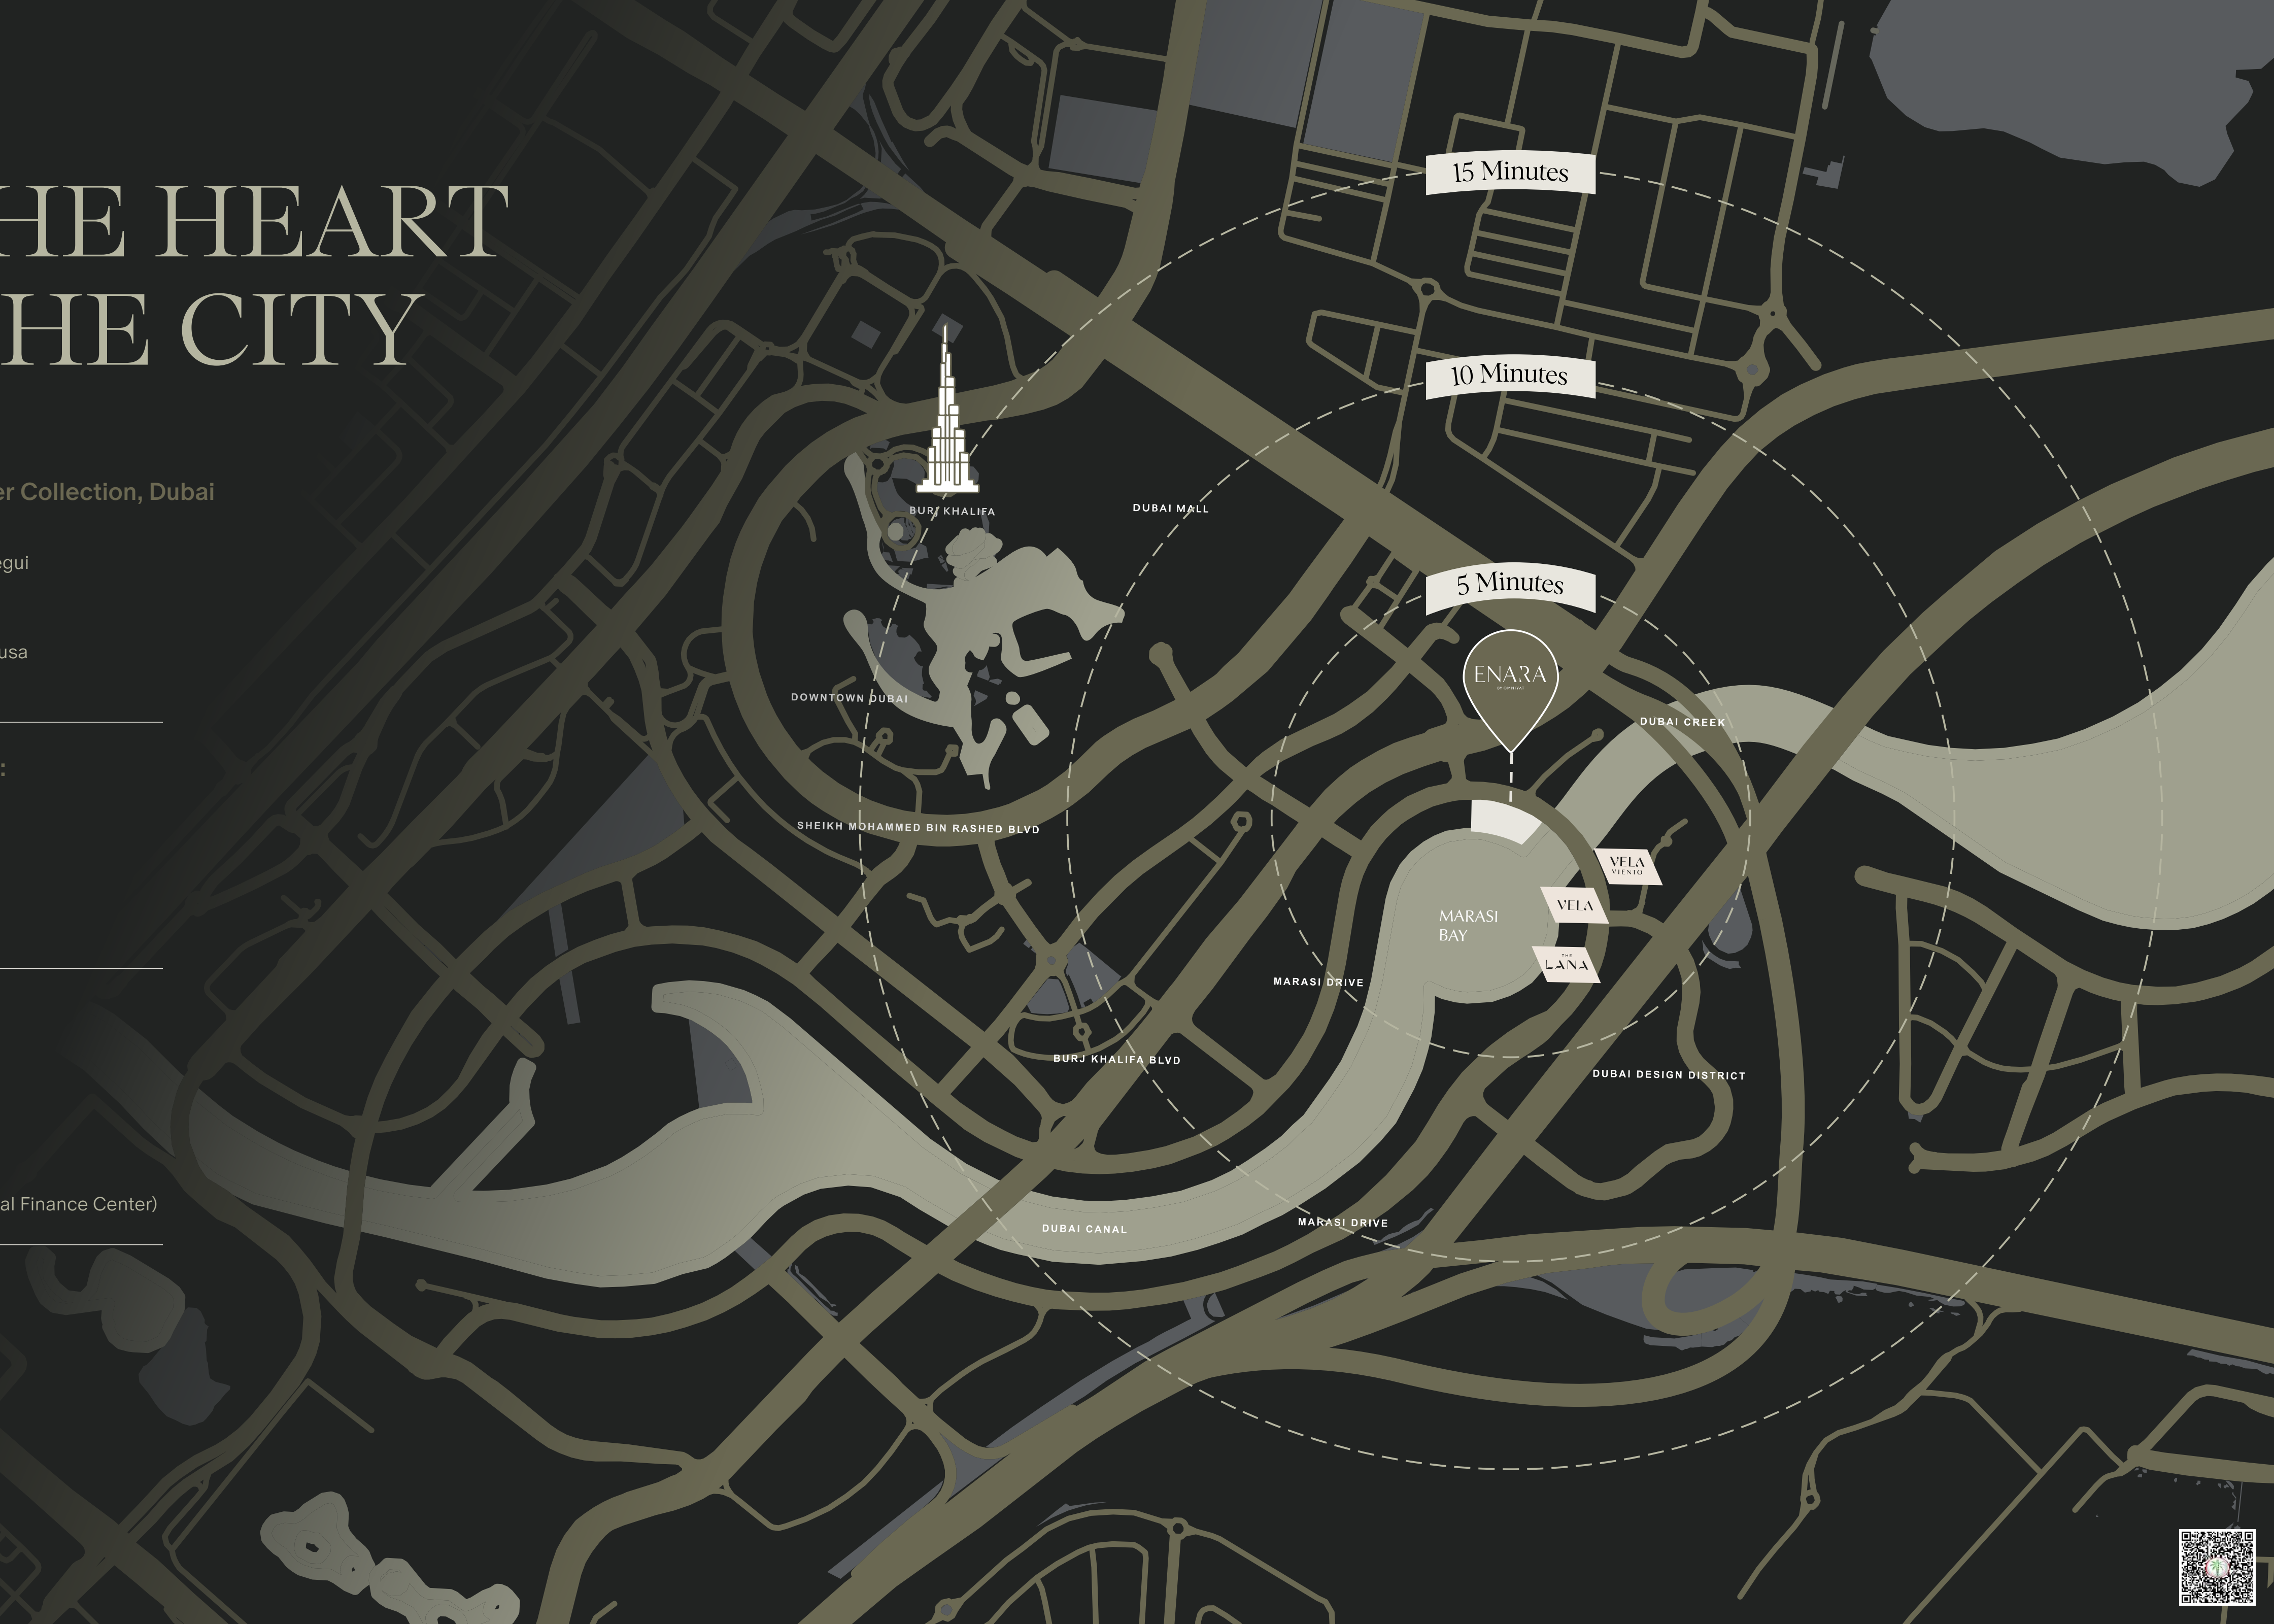 HE HEART
HE CITY
er Collection, Dubai
egui
usa
:
al Finance Center)
15 Minutes
10 Minutes
5 Minutes
BURJ KHALIFA
DUBAI MALL
ENARA
BY OMNIYAT
DOWNTOWN DUBAI
DUBAI CREEK
SHEIKH MOHAMMED BIN RASHED BLVD
VELA
VIENTO
VELA
MARASI
BAY
THE
LANA
MARASI DRIVE
BURJ KHALIFA BLVD
DUBAI DESIGN DISTRICT
MARASI DRIVE
DUBAI CANAL